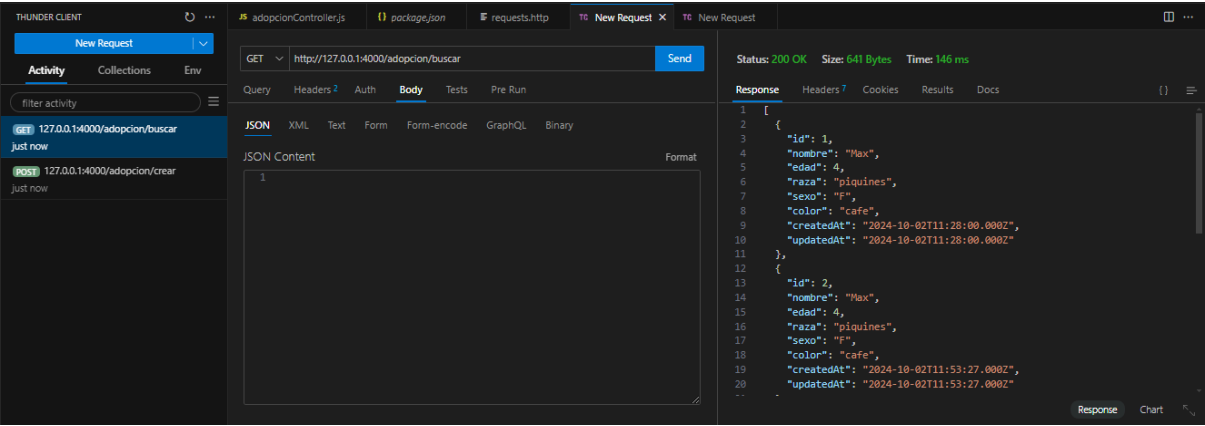 THUNDER CLIENT
New Request
Activity Collections Env
filter activity
GET 127.0.0.1:4000/adopcion/buscar
just now
POST 127.0.0.1:4000/adopcion/crear
just now
JS adopcionController.js {} package.json requests.http TC New Request TC New Request
GET http://127.0.0.1:4000/adopcion/buscar Send
Query Headers 2 Auth Body Tests Pre Run
JSON XML Text Form Form-encode GraphQL Binary
JSON Content Format
1
Status: 200 OK Size: 641 Bytes Time: 146 ms
Response Headers 7 Cookies Results Docs {}
1 [
2 {
3 "id": 1,
4 "nombre": "Max",
5 "edad": 4,
6 "raza": "piquines",
7 "sexo": "F",
8 "color": "cafe",
9 "createdAt": "2024-10-02T11:28:00.000Z",
10 "updatedAt": "2024-10-02T11:28:00.000Z"
11 },
12 {
13 "id": 2,
14 "nombre": "Max",
15 "edad": 4,
16 "raza": "piquines",
17 "sexo": "F",
18 "color": "cafe",
19 "createdAt": "2024-10-02T11:53:27.000Z",
20 "updatedAt": "2024-10-02T11:53:27.000Z"
Response Chart